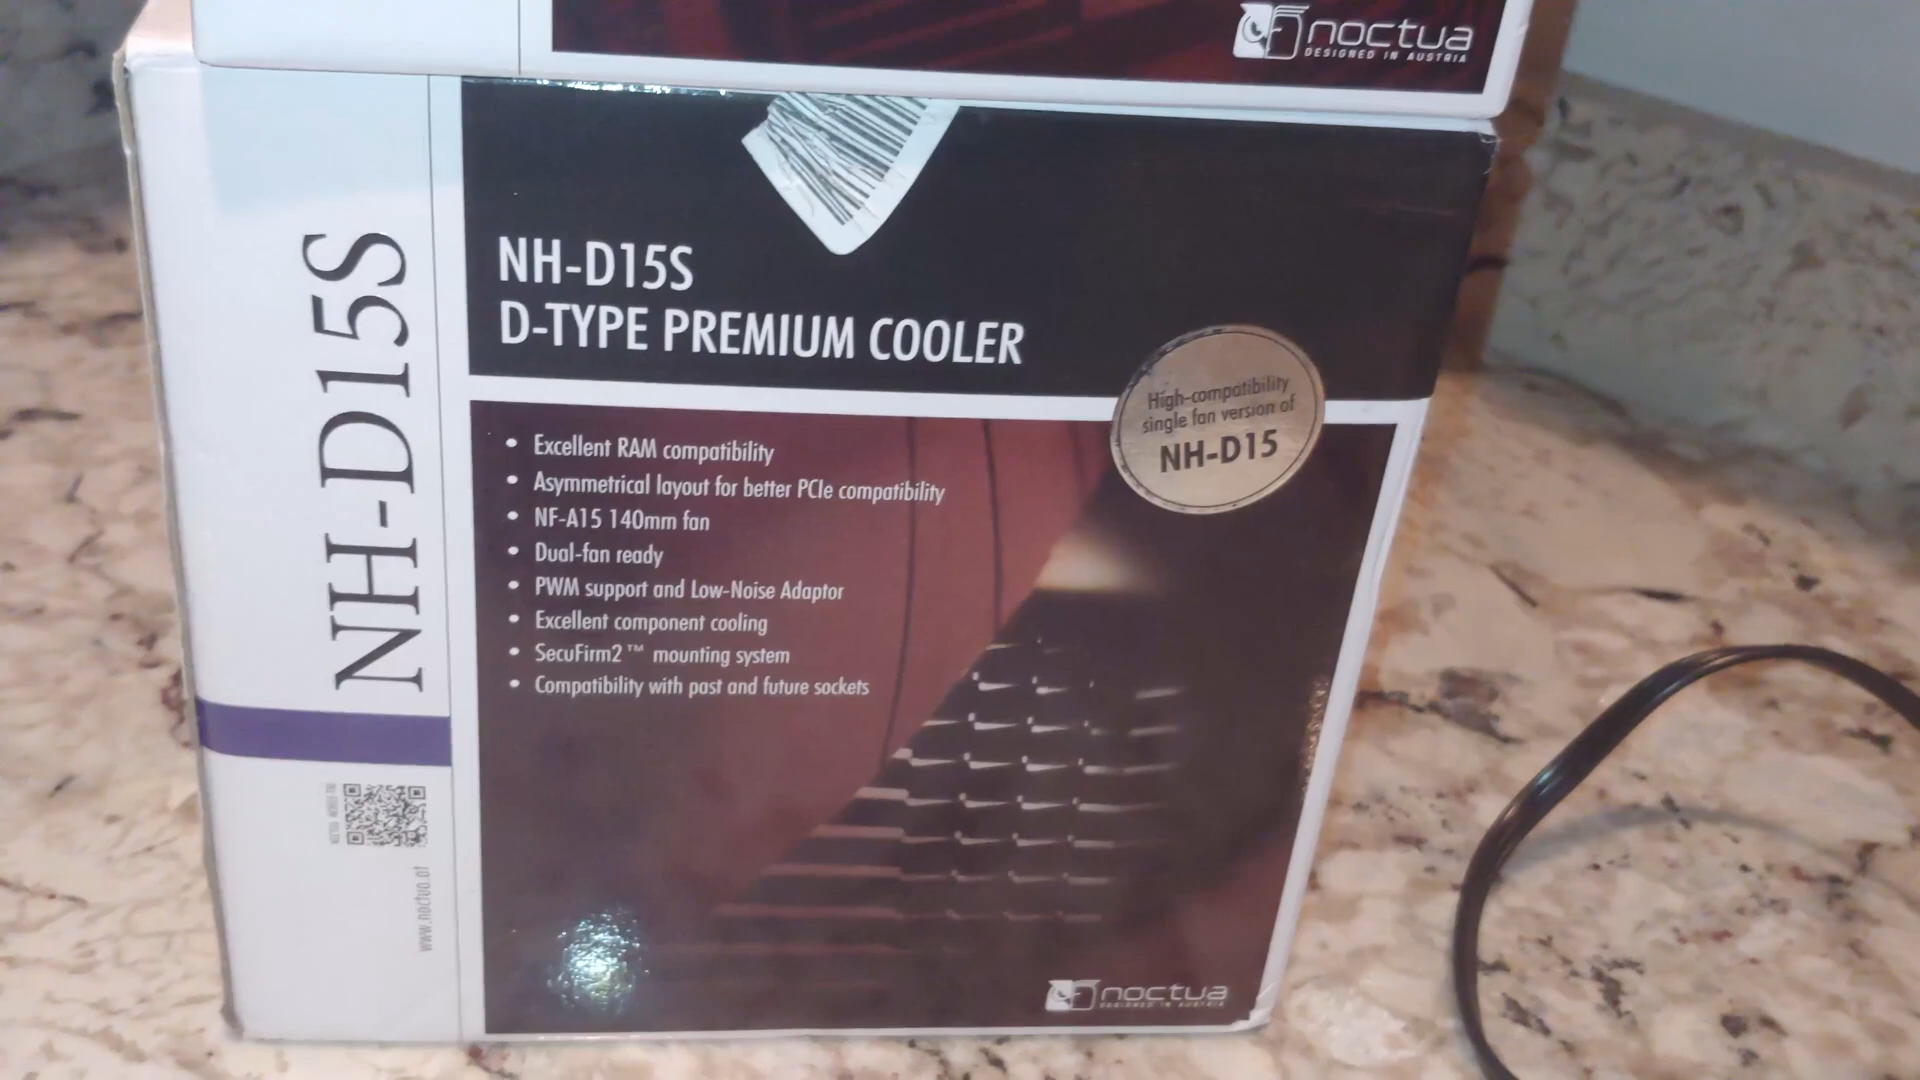 noctua
DESIGNED IN AUSTRIA
NH-D15S
NH-D15S
D-TYPE PREMIUM COOLER
High-compatibility
single fan version of
NH-D15
• Excellent RAM compatibility
• Asymmetrical layout for better PCIe compatibility
• NF-A15 140mm fan
• Dual-fan ready
• PWM support and Low-Noise Adaptor
• Excellent component cooling
• SecuFirm2™ mounting system
• Compatibility with past and future sockets
www.noctua.at
noctua
DESIGNED IN AUSTRIA